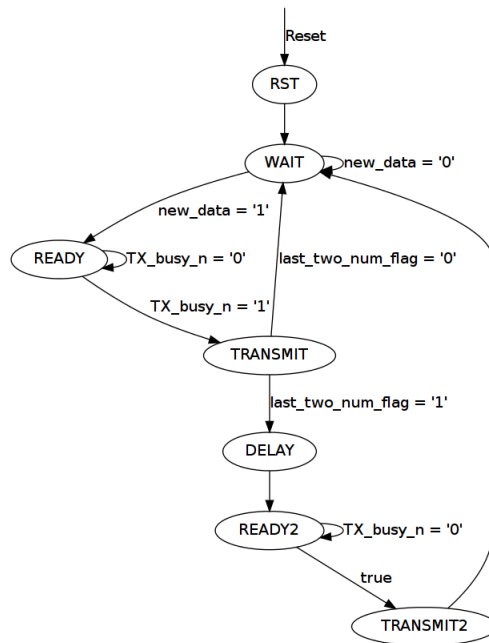 Reset
RST
WAIT
new_data = '0'
new_data = '1'
READY
TX_busy_n = '0'
last_two_num_flag = '0'
TX_busy_n = '1'
TRANSMIT
last_two_num_flag = '1'
DELAY
READY2
TX_busy_n = '0'
true
TRANSMIT2